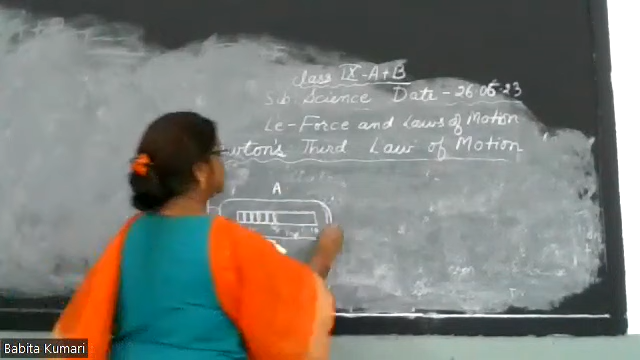 Class IX-A+B
Sub. Science Date - 26.05.23
Le-Force and Laws of Motion
Third Law of Motion
A
Babita Kumari